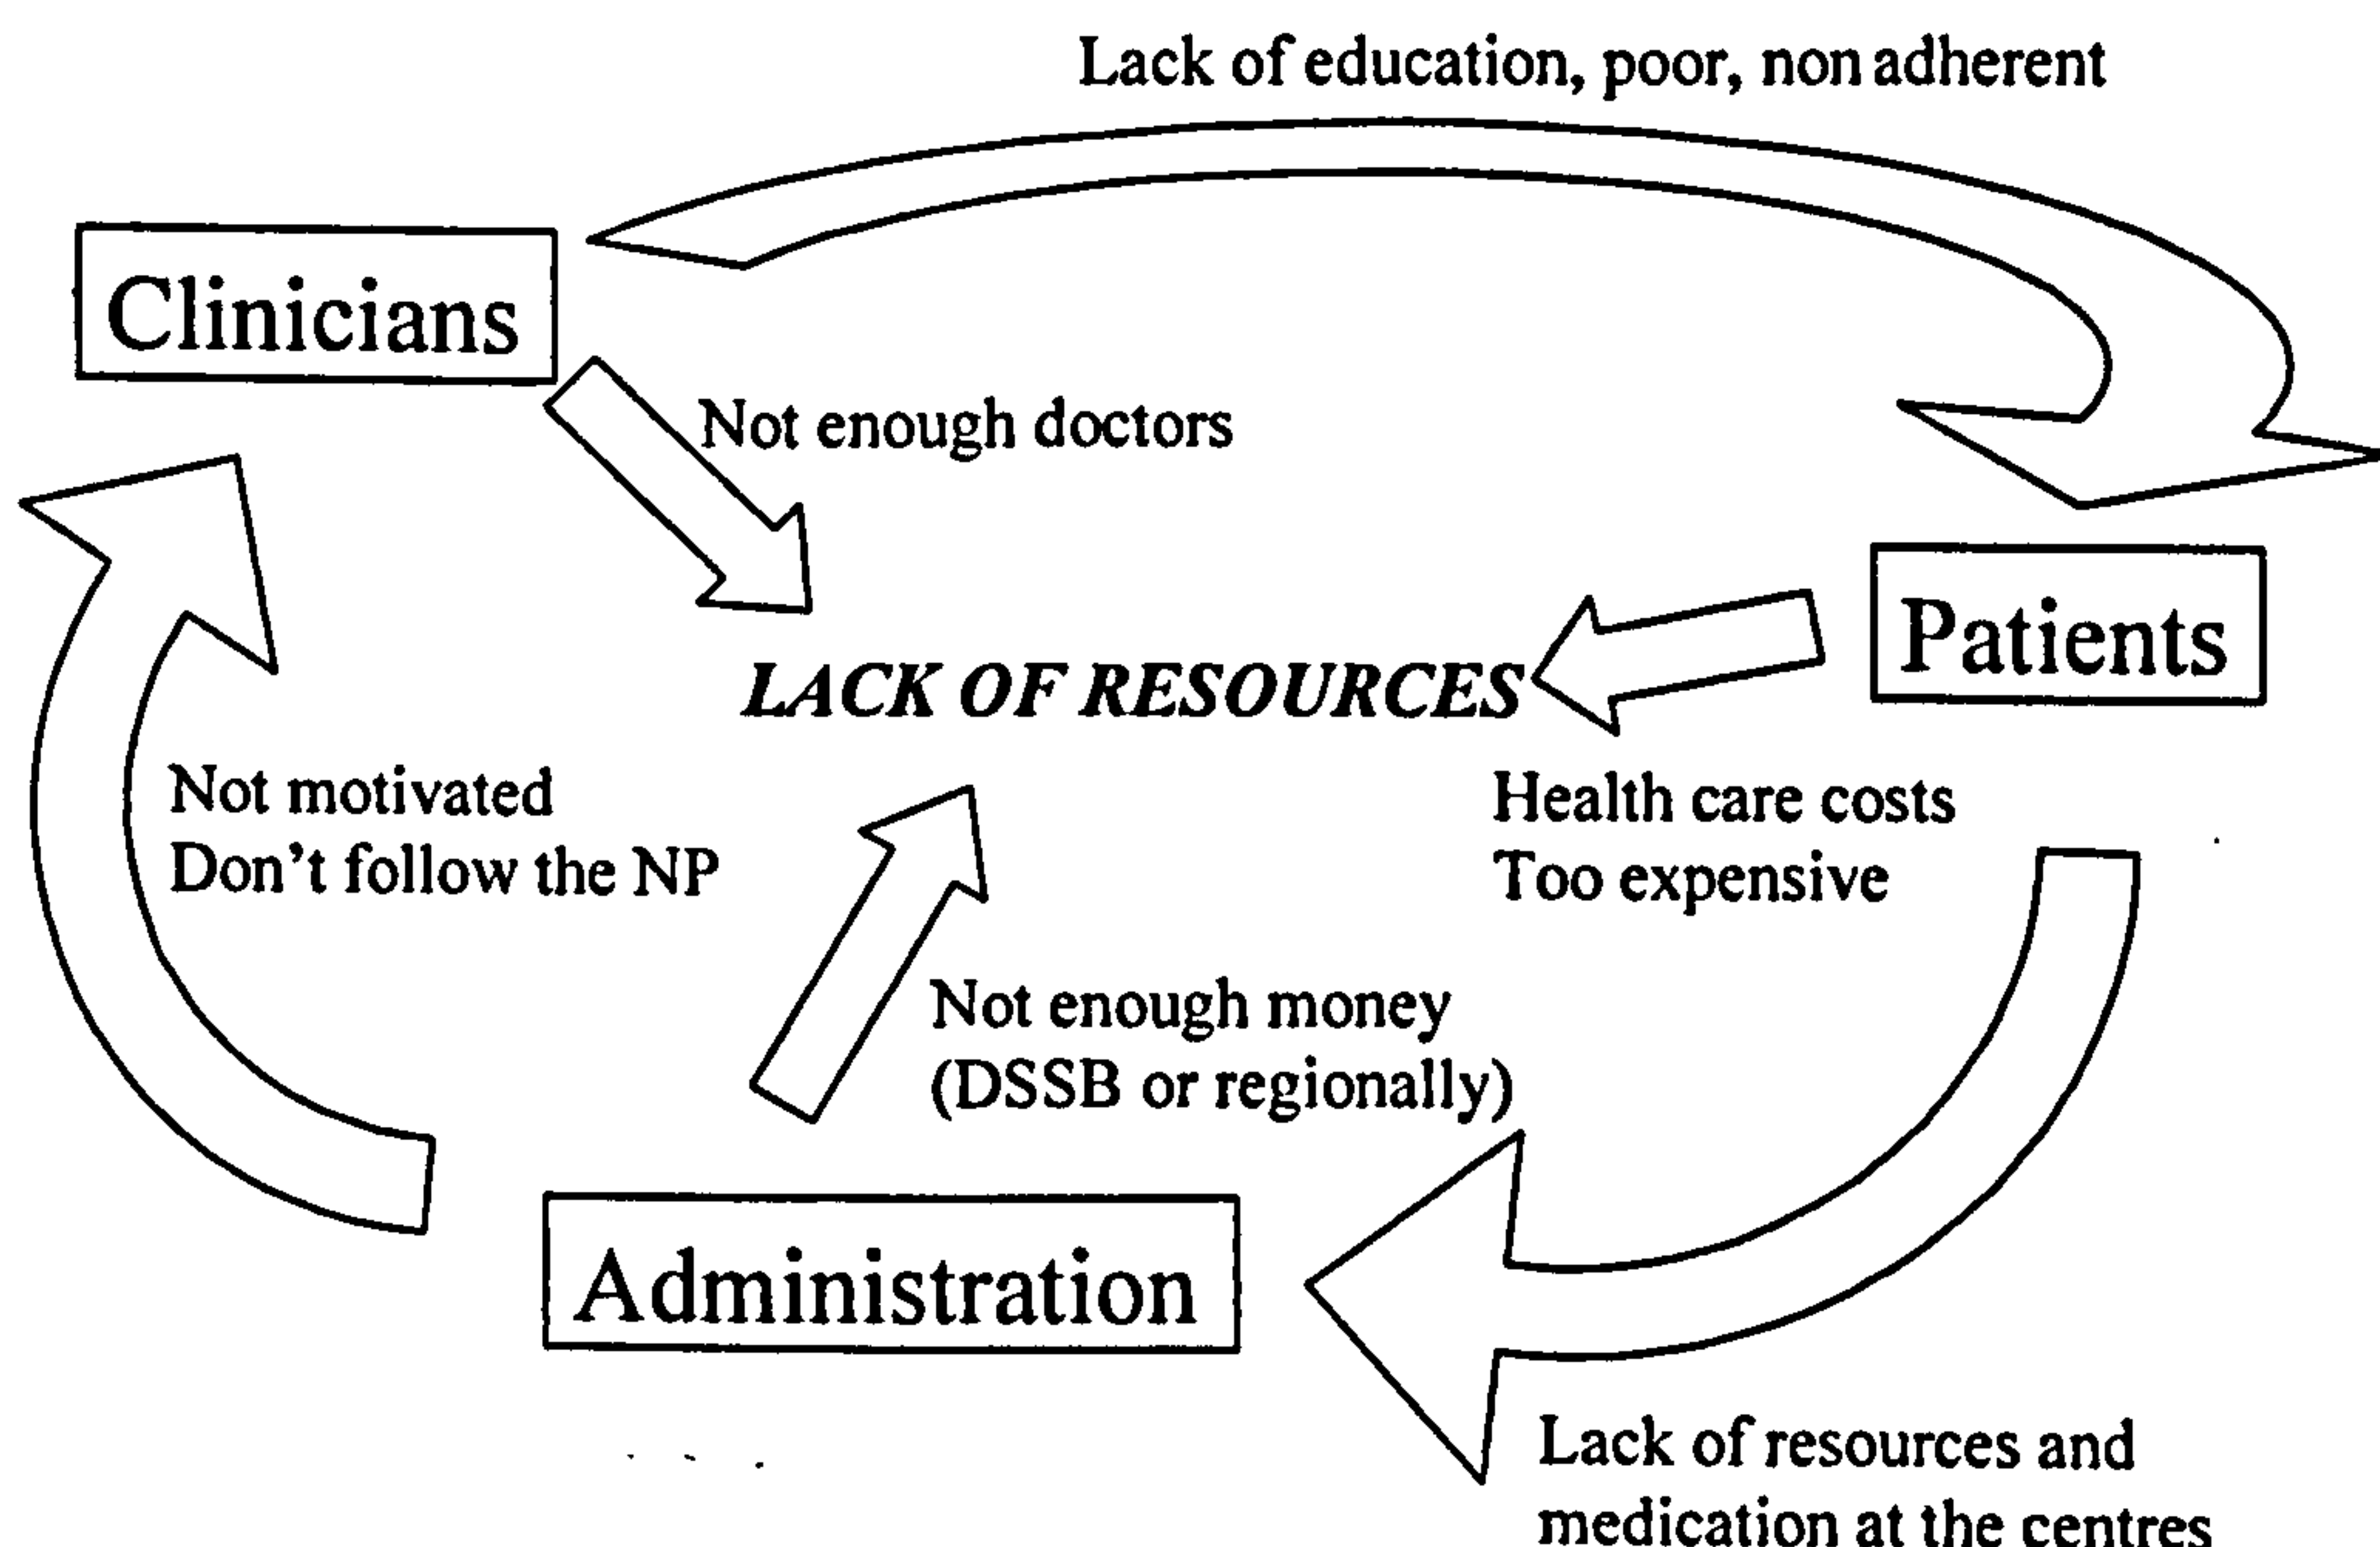 Lack of education, poor, non adherent
Clinicians
Not enough doctors
Patients
LACK OF RESOURCES
Not motivated
Don't follow the NP
Health care costs
Too expensive
Not enough money
(DSSB or regionally)
Administration
Lack of resources and
medication at the centres